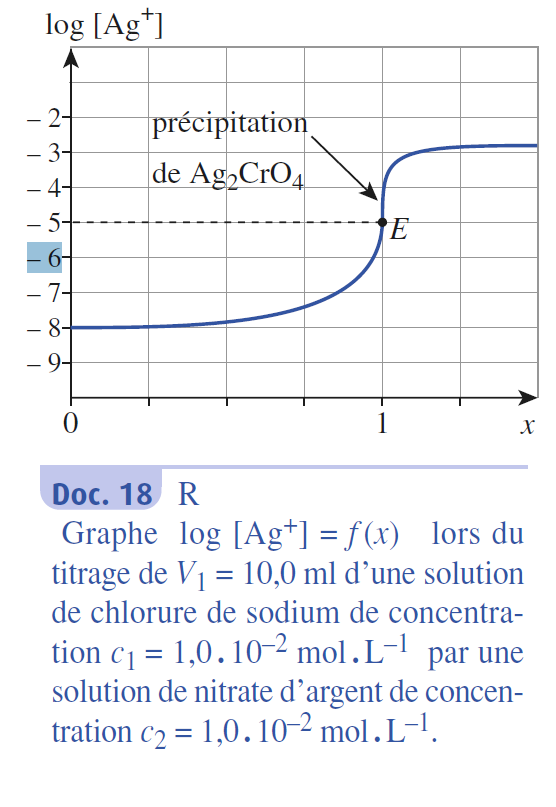 log [Ag⁺]
– 2
précipitation
– 3
de Ag₂CrO₄
– 4
– 5
E
– 6
– 7
– 8
– 9
0
1
x
Doc. 18 R
Graphe log [Ag⁺] = f(x) lors du
titrage de V₁ = 10,0 ml d’une solution
de chlorure de sodium de concentra-
tion c₁ = 1,0.10⁻² mol.L⁻¹ par une
solution de nitrate d’argent de concen-
tration c₂ = 1,0.10⁻² mol.L⁻¹.